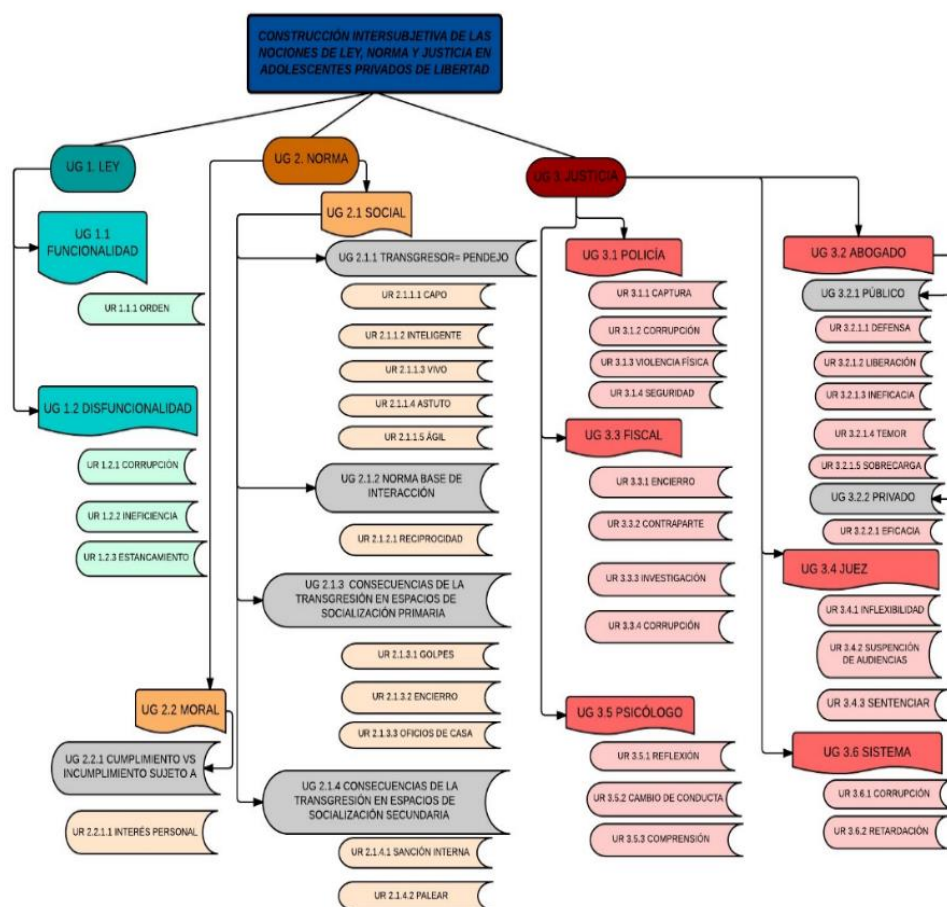 CONSTRUCCIÓN INTERSUBJETIVA DE LAS
NOCIONES DE LEY, NORMA Y JUSTICIA EN
ADOLESCENTES PRIVADOS DE LIBERTAD
UG 1. LEY
UG 1.1
FUNCIONALIDAD
UR 1.1.1 ORDEN
UG 1.2 DISFUNCIONALIDAD
UR 1.2.1 CORRUPCIÓN
UR 1.2.2 INEFICIENCIA
UR 1.2.3 ESTANCAMIENTO
UG 2. NORMA
UG 2.1 SOCIAL
UG 2.1.1 TRANSGRESOR= PENDEJO
UR 2.1.1.1 CAPO
UR 2.1.1.2 INTELIGENTE
UR 2.1.1.3 VIVO
UR 2.1.1.4 ASTUTO
UR 2.1.1.5 ÁGIL
UG 2.1.2 NORMA BASE DE
INTERACCIÓN
UR 2.1.2.1 RECIPROCIDAD
UG 2.1.3 CONSECUENCIAS DE LA
TRANSGRESIÓN EN ESPACIOS DE
SOCIALIZACIÓN PRIMARIA
UR 2.1.3.1 GOLPES
UR 2.1.3.2 ENCIERRO
UR 2.1.3.3 OFICIOS DE CASA
UG 2.1.4 CONSECUENCIAS DE LA
TRANSGRESIÓN EN ESPACIOS DE
SOCIALIZACIÓN SECUNDARIA
UR 2.1.4.1 SANCIÓN INTERNA
UR 2.1.4.2 PALEAR
UG 2.2 MORAL
UG 2.2.1 CUMPLIMIENTO VS
INCUMPLIMIENTO SUJETO A
UR 2.2.1.1 INTERÉS PERSONAL
UG 3. JUSTICIA
UG 3.1 POLICÍA
UR 3.1.1 CAPTURA
UR 3.1.2 CORRUPCIÓN
UR 3.1.3 VIOLENCIA FÍSICA
UR 3.1.4 SEGURIDAD
UG 3.3 FISCAL
UR 3.3.1 ENCIERRO
UR 3.3.2 CONTRAPARTE
UR 3.3.3 INVESTIGACIÓN
UR 3.3.4 CORRUPCIÓN
UG 3.5 PSICÓLOGO
UR 3.5.1 REFLEXIÓN
UR 3.5.2 CAMBIO DE CONDUCTA
UR 3.5.3 COMPRENSIÓN
UG 3.2 ABOGADO
UG 3.2.1 PÚBLICO
UR 3.2.1.1 DEFENSA
UR 3.2.1.2 LIBERACIÓN
UR 3.2.1.3 INEFICACIA
UR 3.2.1.4 TEMOR
UR 3.2.1.5 SOBRECARGA
UG 3.2.2 PRIVADO
UR 3.2.2.1 EFICACIA
UG 3.4 JUEZ
UR 3.4.1 INFLEXIBILIDAD
UR 3.4.2 SUSPENCIÓN
DE AUDIENCIAS
UR 3.4.3 SENTENCIAR
UG 3.6 SISTEMA
UR 3.6.1 CORRUPCIÓN
UR 3.6.2 RETARDACIÓN